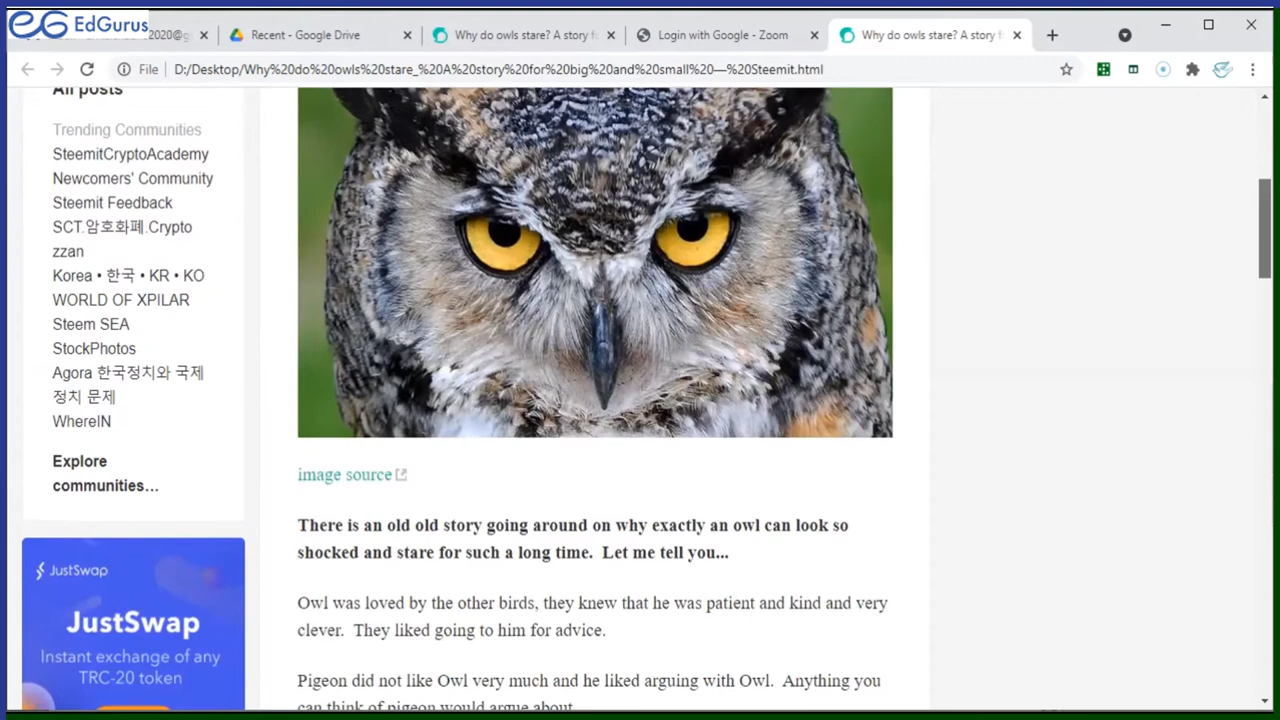 EdGurus
2020@g
Recent - Google Drive
Why do owls stare? A story f
Login with Google - Zoom
Why do owls stare? A story f
File
D:/Desktop/Why%20do%20owls%20stare_%20A%20story%20for%20big%20and%20small%20—%20Steemit.html
All posts
Trending Communities
SteemitCryptoAcademy
Newcomers' Community
Steemit Feedback
SCT.암호화폐.Crypto
zzan
Korea • 한국 • KR • KO
WORLD OF XPILAR
Steem SEA
StockPhotos
Agora 한국정치와 국제
정치 문제
WhereIN
Explore
communities...
JustSwap
JustSwap
Instant exchange of any
TRC-20 token
image source
There is an old old story going around on why exactly an owl can look so
shocked and stare for such a long time. Let me tell you...
Owl was loved by the other birds, they knew that he was patient and kind and very
clever. They liked going to him for advice.
Pigeon did not like Owl very much and he liked arguing with Owl. Anything you
can think of pigeon would argue about